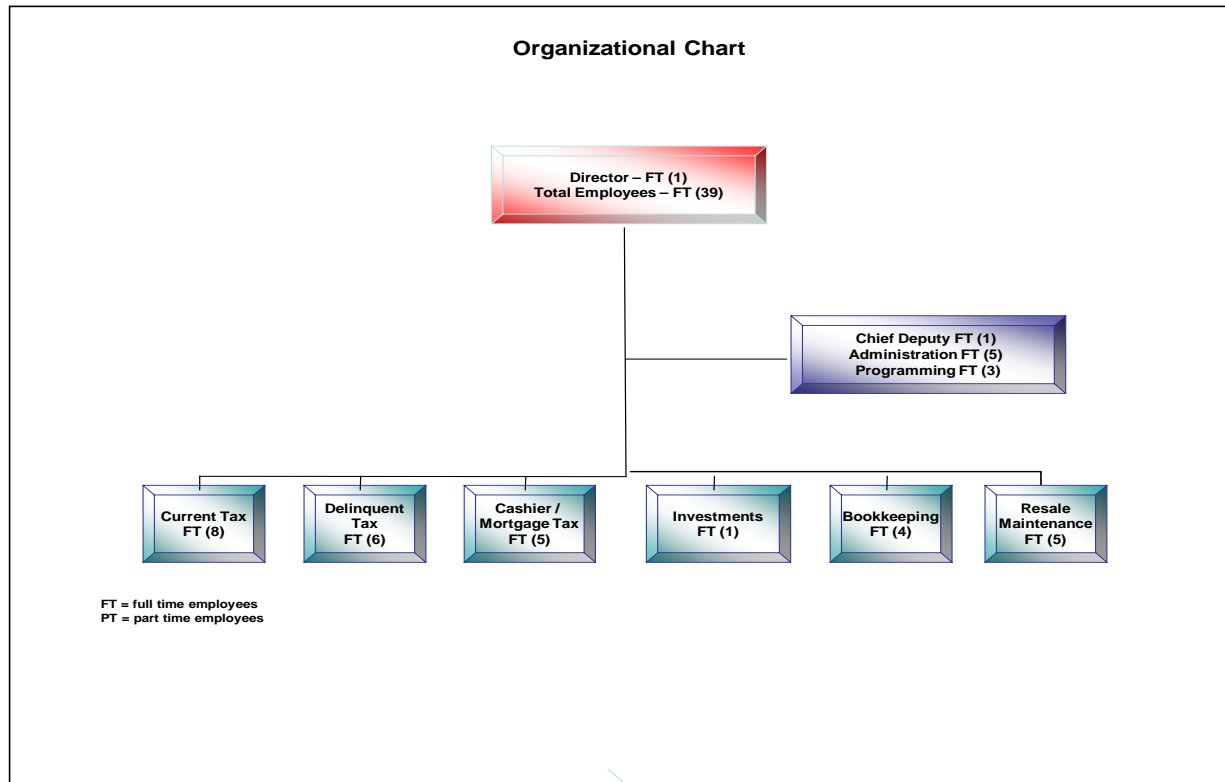 Organizational Chart
Director – FT (1)
Total Employees – FT (39)
Chief Deputy FT (1)
Administration FT (5)
Programming FT (3)
Current Tax
FT (8)
Delinquent
Tax
FT (6)
Cashier /
Mortgage Tax
FT (5)
Investments
FT (1)
Bookkeeping
FT (4)
Resale
Maintenance
FT (5)
FT = full time employees
PT = part time employees